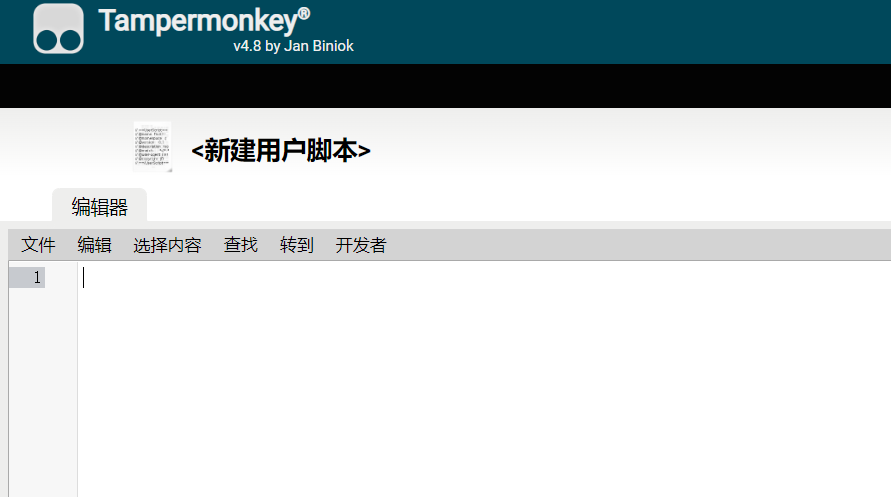 Tampermonkey®
v4.8 by Jan Biniok
<新建用户脚本>
编辑器
文件 编辑 选择内容 查找 转到 开发者
1